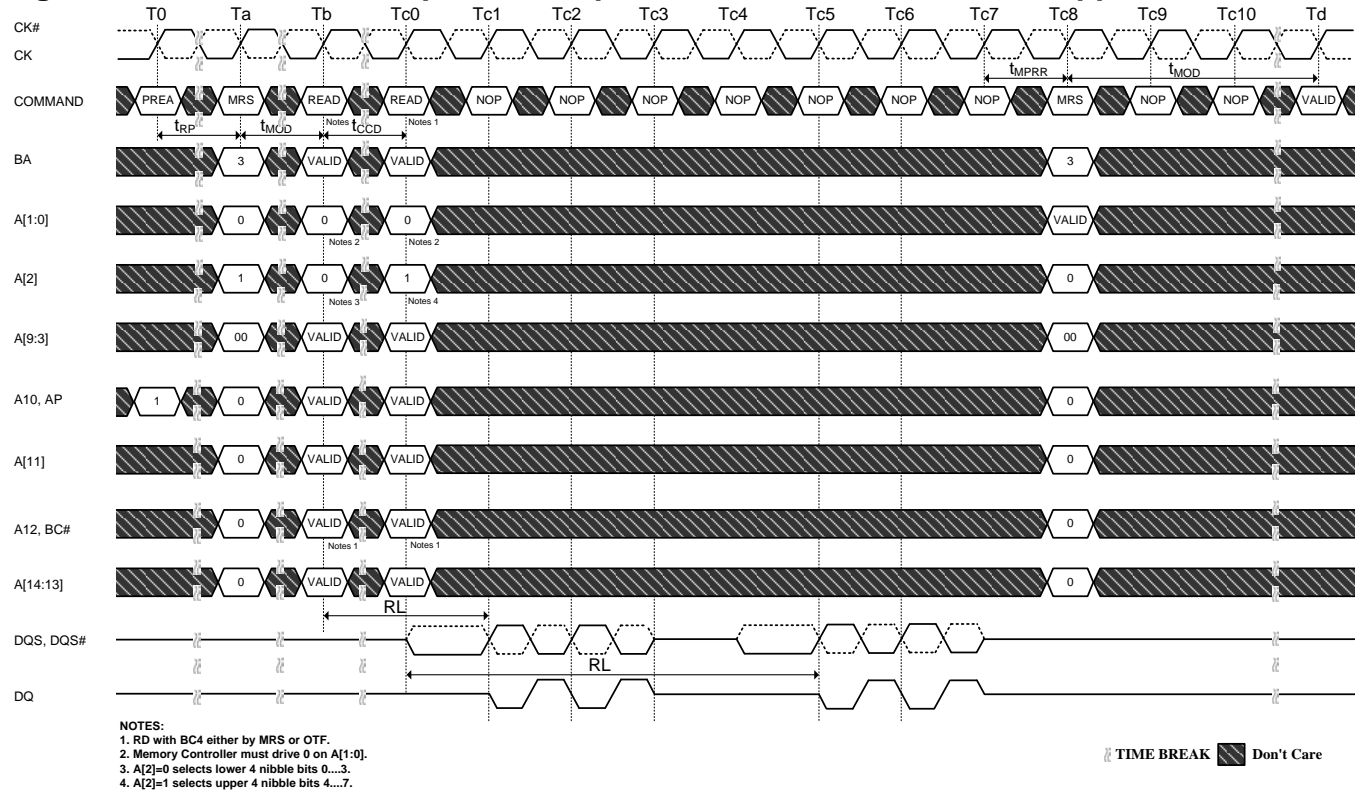 T0 Ta Tb Tc0 Tc1 Tc2 Tc3 Tc4 Tc5 Tc6 Tc7 Tc8 Tc9 Tc10 Td
CK#
CK
tMPRR tMOD
COMMAND PREA MRS READ READ NOP NOP NOP NOP NOP NOP NOP MRS NOP NOP VALID
Notes 1 Notes 1
tRP tMOD tCCD
BA 3 VALID VALID 3
A[1:0] 0 0 0 VALID
Notes 2 Notes 2
A[2] 1 0 1 0
Notes 3 Notes 4
A[9:3] 00 VALID VALID 00
A10, AP 1 0 VALID VALID 0
A[11] 0 VALID VALID 0
A12, BC# 0 VALID VALID 0
Notes 1 Notes 1
A[14:13] 0 VALID VALID 0
RL
DQS, DQS#
RL
DQ
NOTES:
1. RD with BC4 either by MRS or OTF.
2. Memory Controller must drive 0 on A[1:0].
3. A[2]=0 selects lower 4 nibble bits 0....3.
4. A[2]=1 selects upper 4 nibble bits 4....7.
TIME BREAK Don't Care